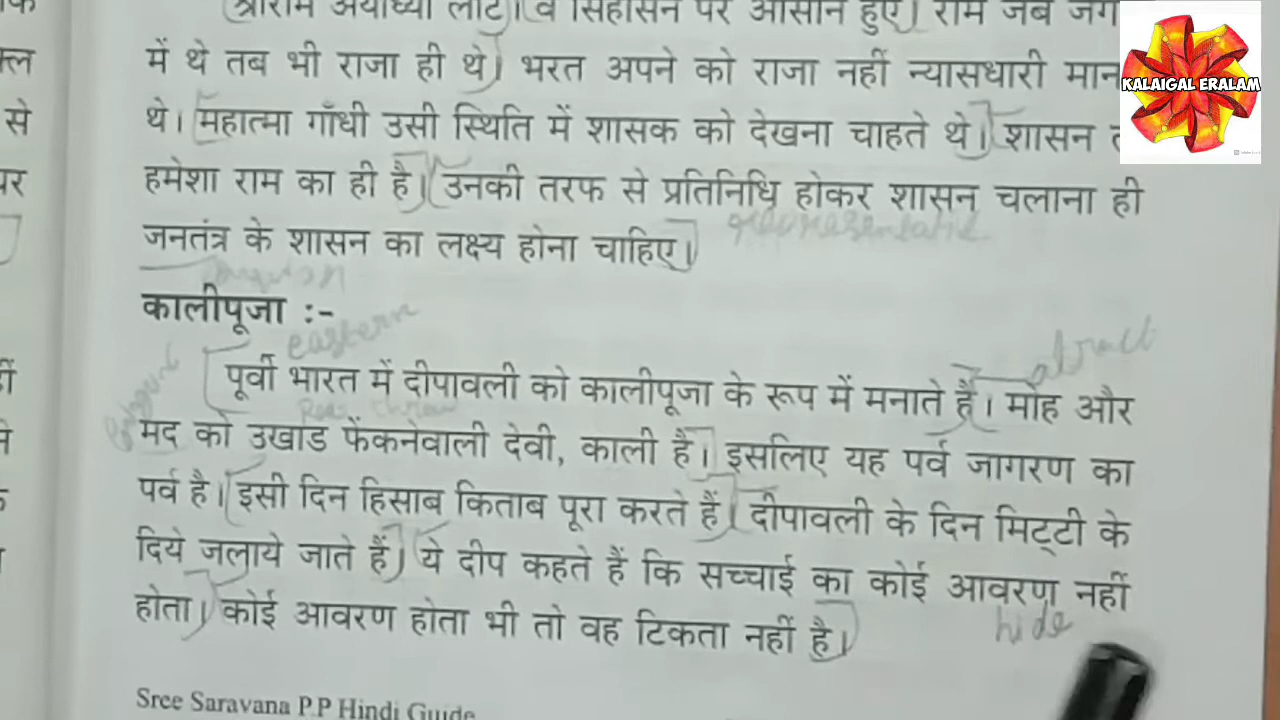 श्रीराम अयोध्या लौटे। वे सिंहासन पर आसीन हुए। राम जब
में थे तब भी राजा ही थे। भरत अपने को राजा नहीं न्यासधारी
थे। महात्मा गाँधी उसी स्थिति में शासक को देखना चाहते थे। शासन
हमेशा राम का ही है। उनकी तरफ से प्रतिनिधि होकर शासन चलाना ही
जनतंत्र के शासन का लक्ष्य होना चाहिए।
representative
कालीपूजा :-
eastern
पूर्वी भारत में दीपावली को कालीपूजा के रूप में मनाते हैं। मोह और
मद को उखाड फेंकनेवाली देवी, काली है। इसलिए यह पर्व जागरण का
पर्व है। इसी दिन हिसाब किताब पूरा करते हैं। दीपावली के दिन मिट्टी के
दिये जलाये जाते हैं। ये दीप कहते हैं कि सच्चाई का कोई आवरण नहीं
होता। कोई आवरण होता भी तो वह टिकता नहीं है।
hide
Sree Saravana P.P Hindi Guide
KALAIGAL ERALAM
से